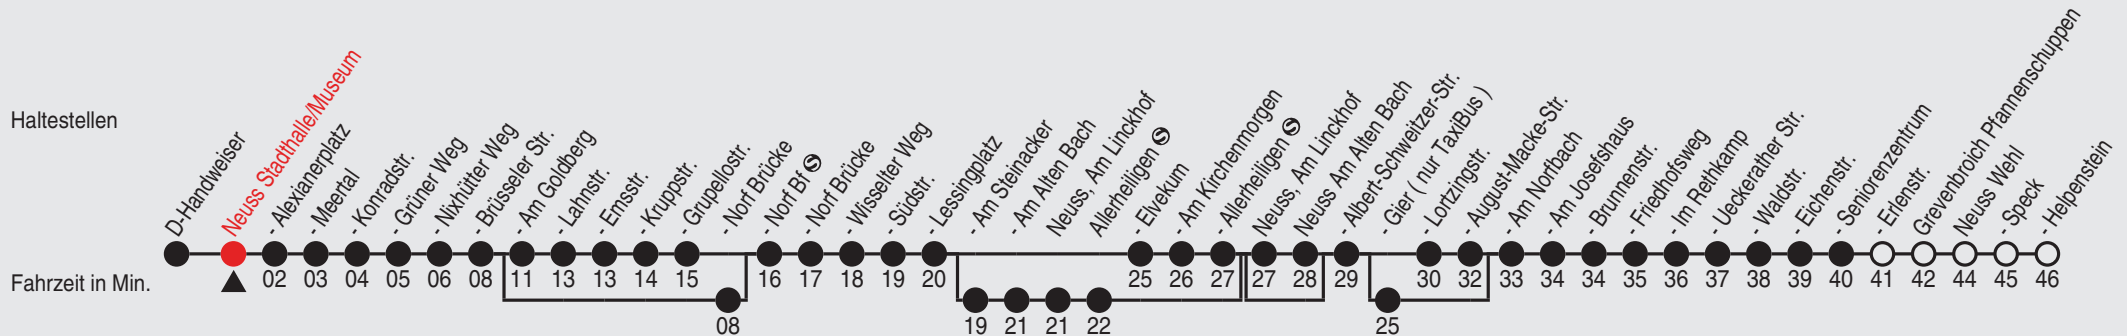 Haltestellen
D-Handweiser
Neuss Stadthalle/Museum
- Alexianerplatz
- Meertal
- Konradstr.
- Grüner Weg
- Nixhütter Weg
- Brüsseler Str.
- Am Goldberg
- Lahnstr.
- Emsstr.
- Kruppstr.
- Grupellostr.
- Norf Brücke
- Norf Bf S
- Norf Brücke
- Wisselter Weg
- Südstr.
- Lessingplatz
- Am Steinacker
- Am Alten Bach
Neuss, Am Linckhof
Allerheiligen S
- Elvekum
- Am Kirchenmorgen
- Allerheiligen S
Neuss, Am Linckhof
Neuss Am Alten Bach
- Albert-Schweitzer-Str.
- Gier ( nur TaxiBus )
- Lortzingstr.
- August-Macke-Str.
- Am Norbach
- Am Josefshaus
- Brunnenstr.
- Friedhofsweg
- Im Rethkamp
- Ueckerather Str.
- Waldstr.
- Eichenstr.
- Seniorenzentrum
- Erlenstr.
Grevenbroich Pfannenschuppen
Neuss Wehl
- Speck
- Helpenstein
Fahrzeit in Min.
02 03 04 05 06 08 11 13 13 14 15 16 17 18 19 20 25 26 27 27 28 29 30 32 33 34 34 35 36 37 38 39 40 41 42 44 45 46
08 19 21 21 22 25